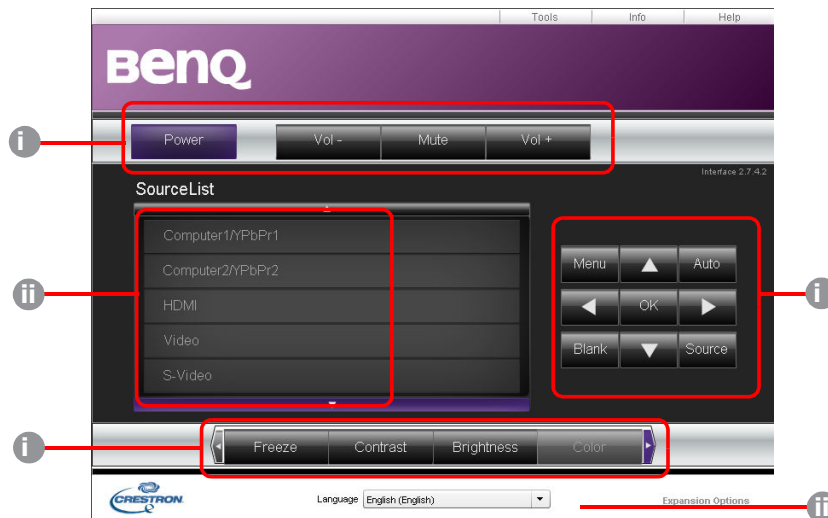 Tools Info Help
BenQ
i
Power Vol - Mute Vol +
Interface 2.7.4.2
SourceList
Computer1/YPbPr1
Computer2/YPbPr2
HDMI
Video
S-Video
ii
Menu Auto
OK
Blank Source
i
i
Freeze Contrast Brightness Color
CRESTRON
Language English (English)
Expansion Options